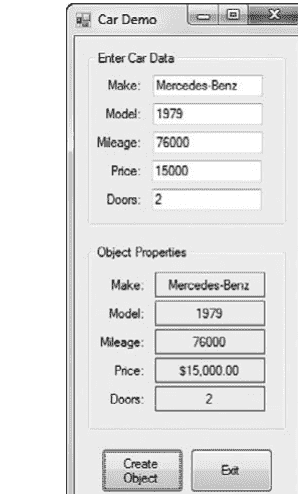 Car Demo
Enter Car Data
Make: Mercedes-Benz
Model: 1979
Mileage: 76000
Price: 15000
Doors: 2
Object Properties
Make: Mercedes-Benz
Model: 1979
Mileage: 76000
Price: $15,000.00
Doors: 2
Create Exit
Object